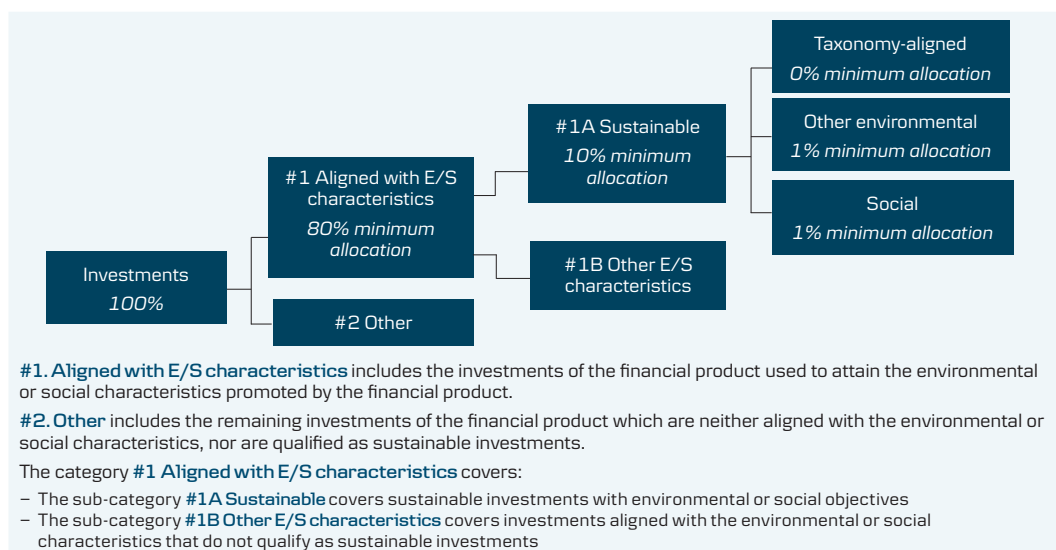 Taxonomy-aligned
0% minimum allocation
#1A Sustainable
10% minimum
allocation
Other environmental
1% minimum allocation
#1 Aligned with E/S
characteristics
80% minimum
allocation
Social
1% minimum allocation
Investments
100%
#1B Other E/S
characteristics
#2 Other
#1. Aligned with E/S characteristics includes the investments of the financial product used to attain the environmental
or social characteristics promoted by the financial product.
#2. Other includes the remaining investments of the financial product which are neither aligned with the environmental or
social characteristics, nor are qualified as sustainable investments.
The category #1 Aligned with E/S characteristics covers:
– The sub-category #1A Sustainable covers sustainable investments with environmental or social objectives
– The sub-category #1B Other E/S characteristics covers investments aligned with the environmental or social
characteristics that do not qualify as sustainable investments